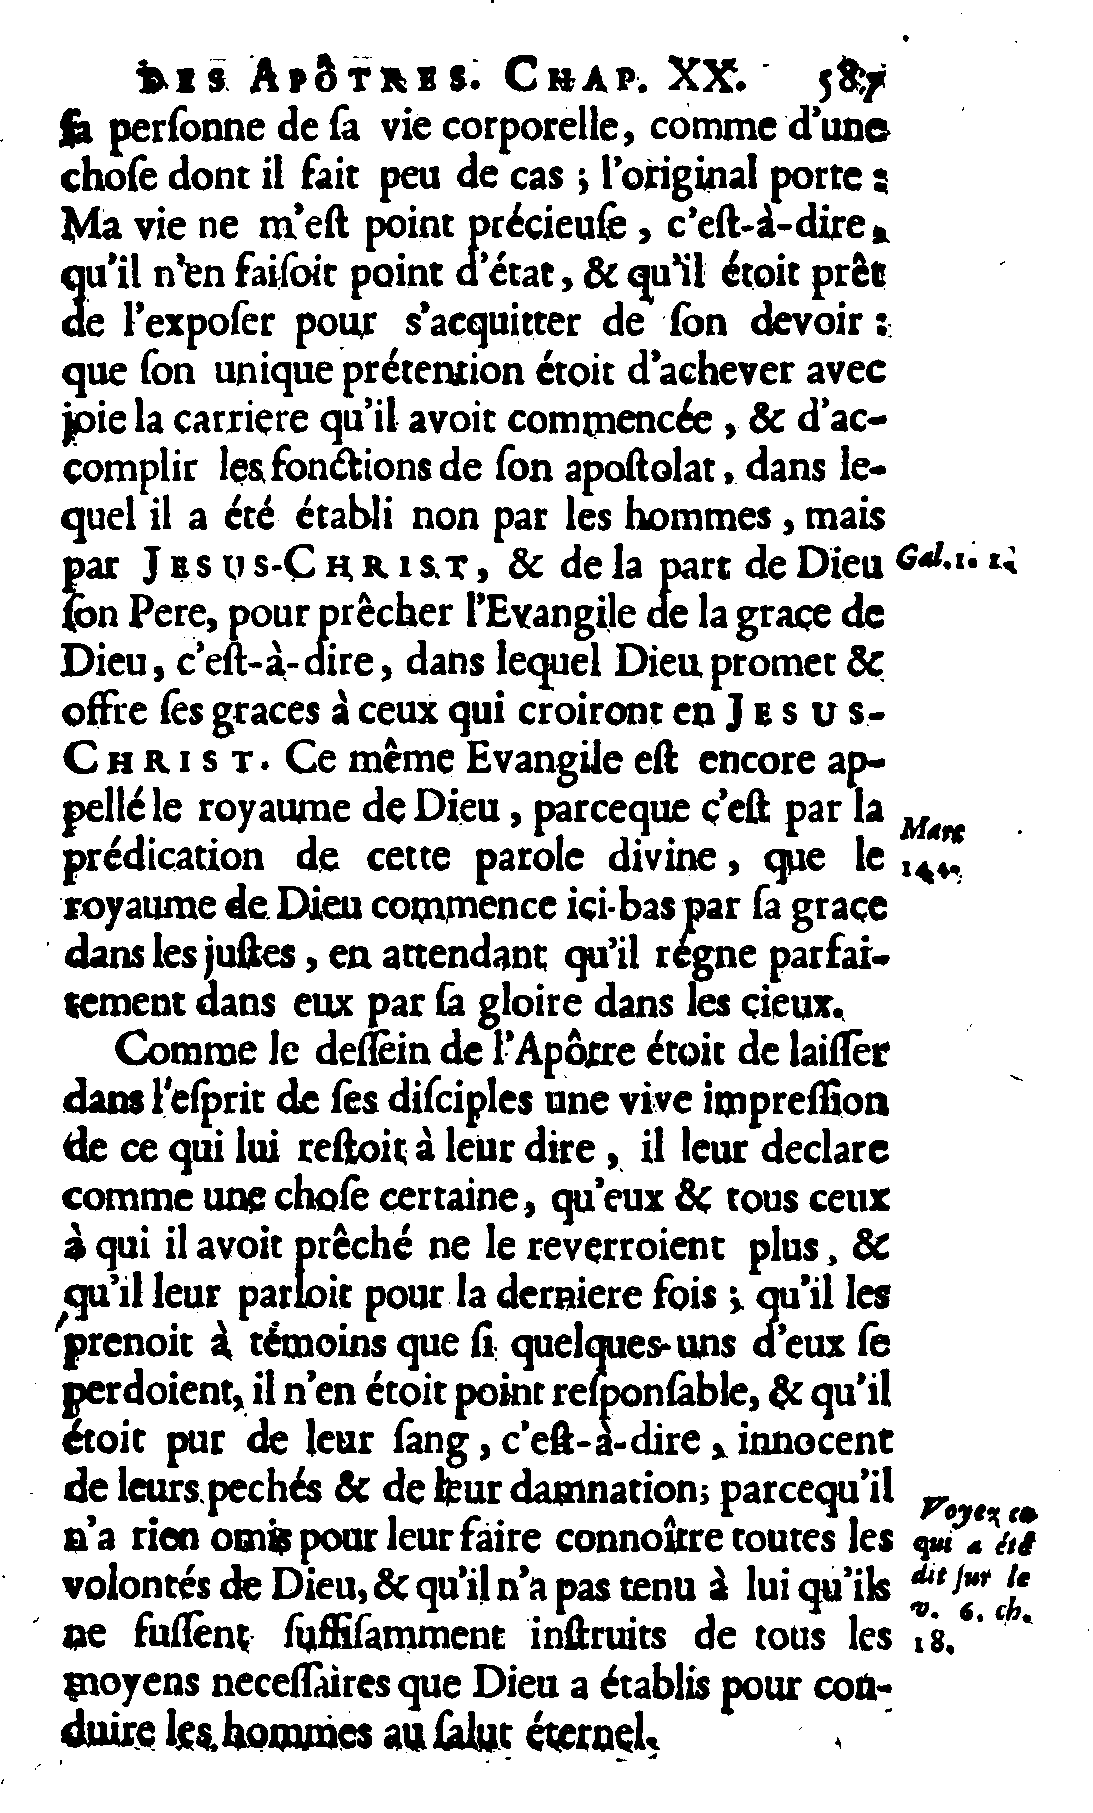 DES APÔTRES. CHAP. XX. 587
ſa perſonne de ſa vie corporelle, comme d'une
choſe dont il fait peu de cas ; l'original porte :
Ma vie ne m'eſt point précieuſe, c'eſt-à-dire,
qu'il n'en faiſoit point d'état, & qu'il étoit prêt
de l'expoſer pour s'acquitter de ſon devoir :
que ſon unique prétention étoit d'achever avec
joie la carriere qu'il avoit commencée, & d'ac-
complir les fonctions de ſon apoſtolat, dans le-
quel il a été établi non par les hommes, mais
par JESUS-CHRIST, & de la part de Dieu
Gal. 1. 1.
ſon Pere, pour prêcher l'Evangile de la grace de
Dieu, c'eſt-à-dire, dans lequel Dieu promet &
offre ſes graces à ceux qui croiront en JESUS-
CHRIST. Ce même Evangile eſt encore ap-
pellé le royaume de Dieu, parceque c'eſt par la
prédication de cette parole divine, que le
Marc
royaume de Dieu commence ici-bas par ſa grace
dans les juſtes, en attendant qu'il régne parfai-
tement dans eux par ſa gloire dans les cieux.
Comme le deſſein de l'Apôtre étoit de laiſſer
dans l'eſprit de ſes diſciples une vive impreſſion
de ce qui lui reſtoit à leur dire, il leur declare
comme une choſe certaine, qu'eux & tous ceux
à qui il avoit prêché ne le reverroient plus, &
qu'il leur parloit pour la derniere fois ; qu'il les
prenoit à témoins que ſi quelques-uns d'eux ſe
perdoient, il n'en étoit point reſponſable, & qu'il
étoit pur de leur ſang, c'eſt-à-dire, innocent
de leurs pechés & de leur damnation ; parcequ'il
n'a rien omis pour leur faire connoître toutes les
volontés de Dieu, & qu'il n'a pas tenu à lui qu'ils
ne fuſſent ſuffiſamment inſtruits de tous les
moyens neceſſaires que Dieu a établis pour con-
duire les hommes au ſalut éternel.
Voyez ce
qui a été
dit ſur le
v. 6. ch.
18.